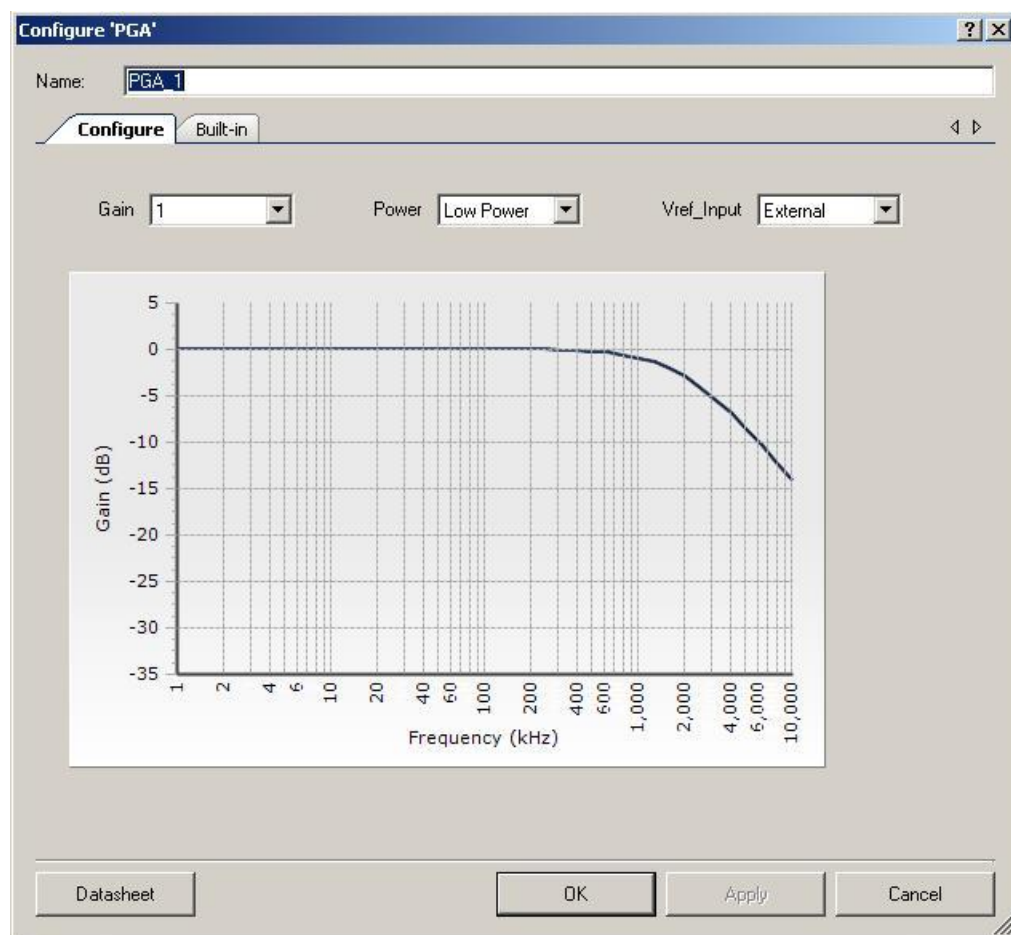 Configure 'PGA'
Name: PGA_1
Configure Built-in
Gain 1 Power Low Power Vref_Input External
5
0
-5
-10
-15
-20
-25
-30
-35
Gain (dB)
1 2 4 6 10 20 40 60 100 200 400 600 1,000 2,000 4,000 6,000 10,000
Frequency (kHz)
Datasheet OK Apply Cancel